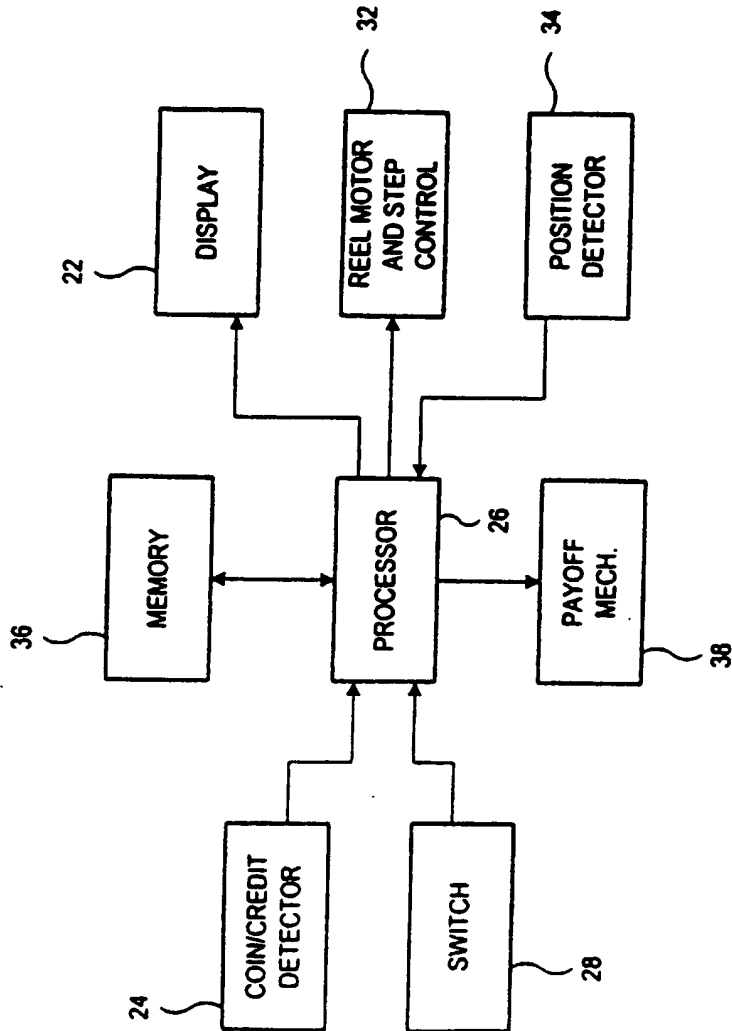 36
MEMORY
22
DISPLAY
24
COIN/CREDIT
DETECTOR
PROCESSOR
26
REEL MOTOR
AND STEP
CONTROL
32
SWITCH
28
PAYOFF
MECH.
38
POSITION
DETECTOR
34